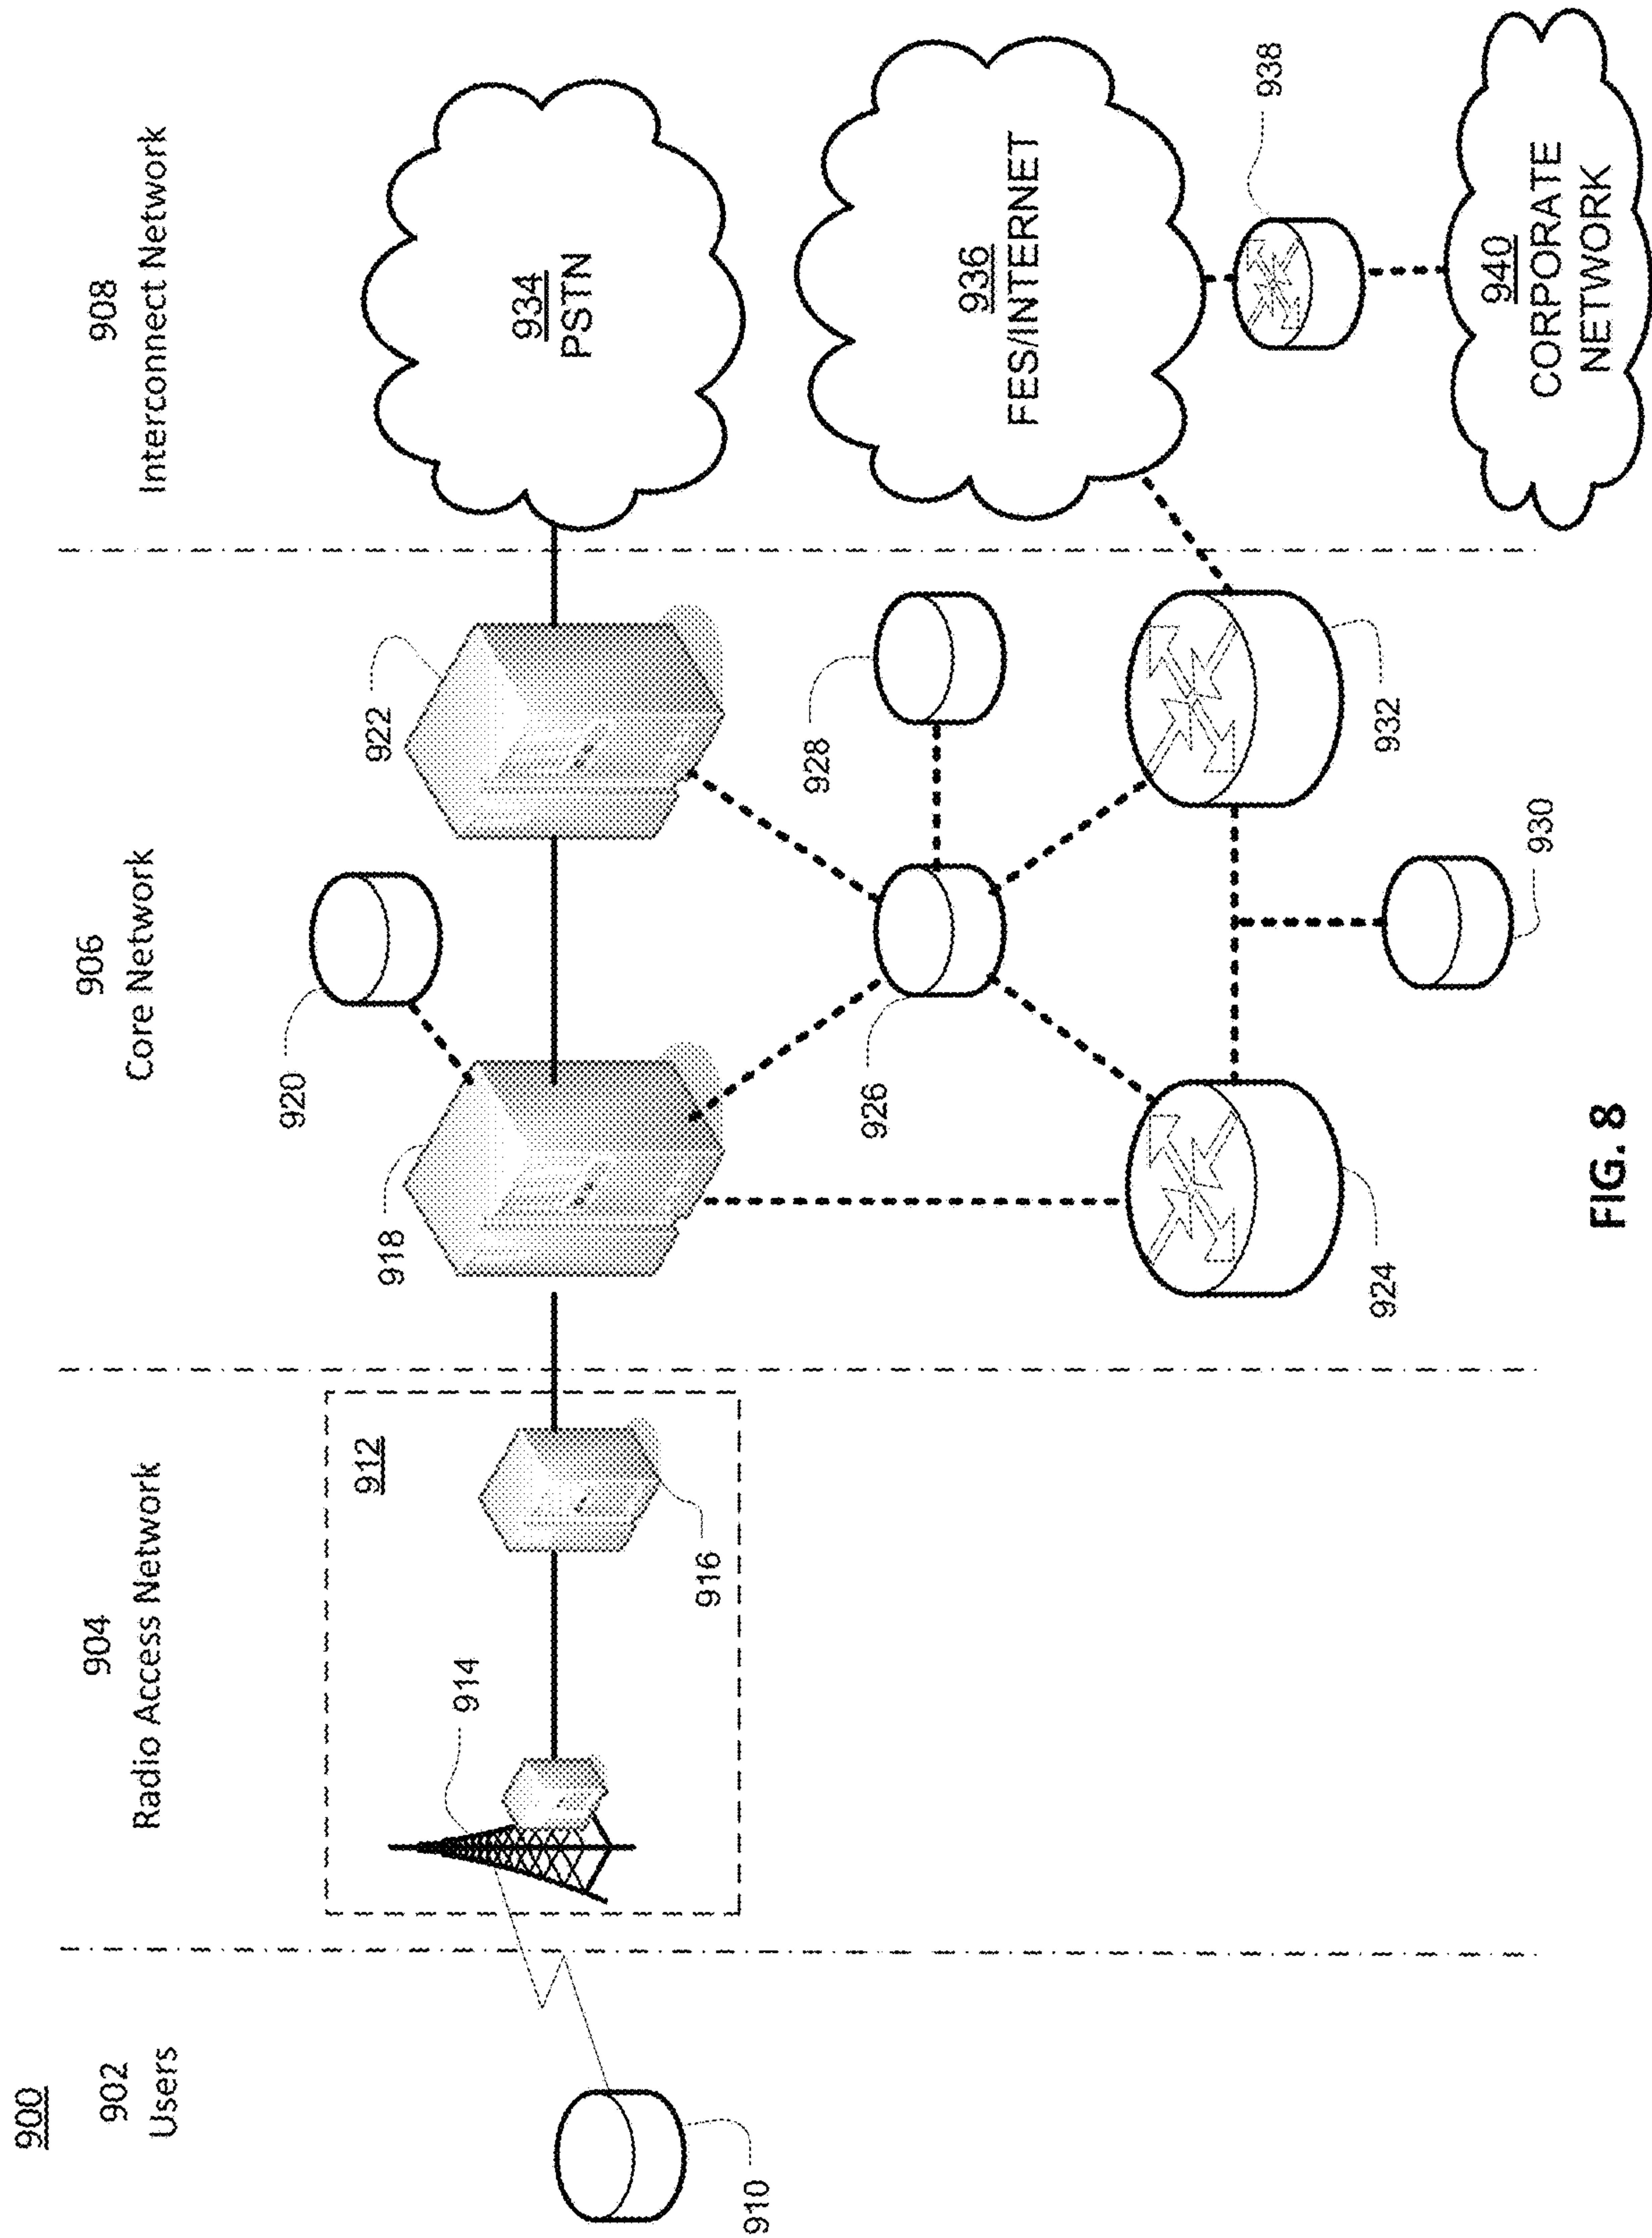 900
902
Users
904
Radio Access Network
906
Core Network
908
Interconnect Network
910
912
914
916
918
920
922
924
926
928
930
932
934
PSTN
936
FES/INTERNET
938
940
CORPORATE
NETWORK
FIG. 8